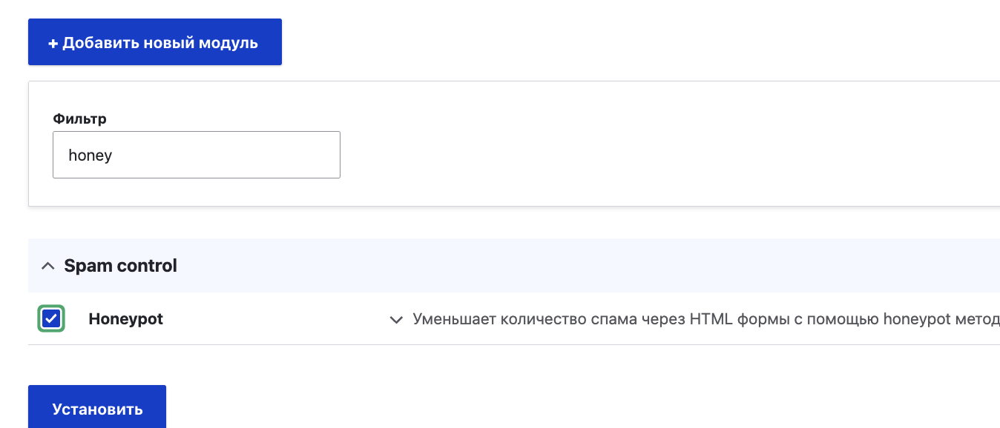 + Добавить новый модуль
Фильтр
honey
Spam control
Honeypot
Уменьшает количество спама через HTML формы с помощью honeypot метод
Установить